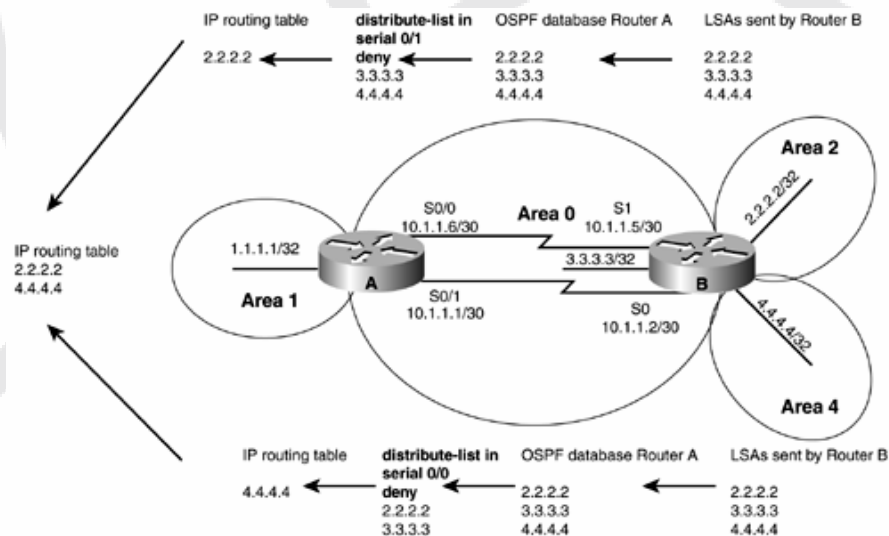 IP routing table
2.2.2.2
distribute-list in
serial 0/1
deny
3.3.3.3
4.4.4.4
OSPF database Router A
2.2.2.2
3.3.3.3
4.4.4.4
LSAs sent by Router B
2.2.2.2
3.3.3.3
4.4.4.4
IP routing table
2.2.2.2
4.4.4.4
1.1.1.1/32
Area 1
A
S0/0
10.1.1.6/30
Area 0
S1
10.1.1.5/30
3.3.3.3/32
S0/1
10.1.1.1/30
S0
10.1.1.2/30
B
Area 2
2.2.2.2/32
4.4.4.4/32
Area 4
IP routing table
4.4.4.4
distribute-list in
serial 0/0
deny
2.2.2.2
3.3.3.3
OSPF database Router A
2.2.2.2
3.3.3.3
4.4.4.4
LSAs sent by Router B
2.2.2.2
3.3.3.3
4.4.4.4